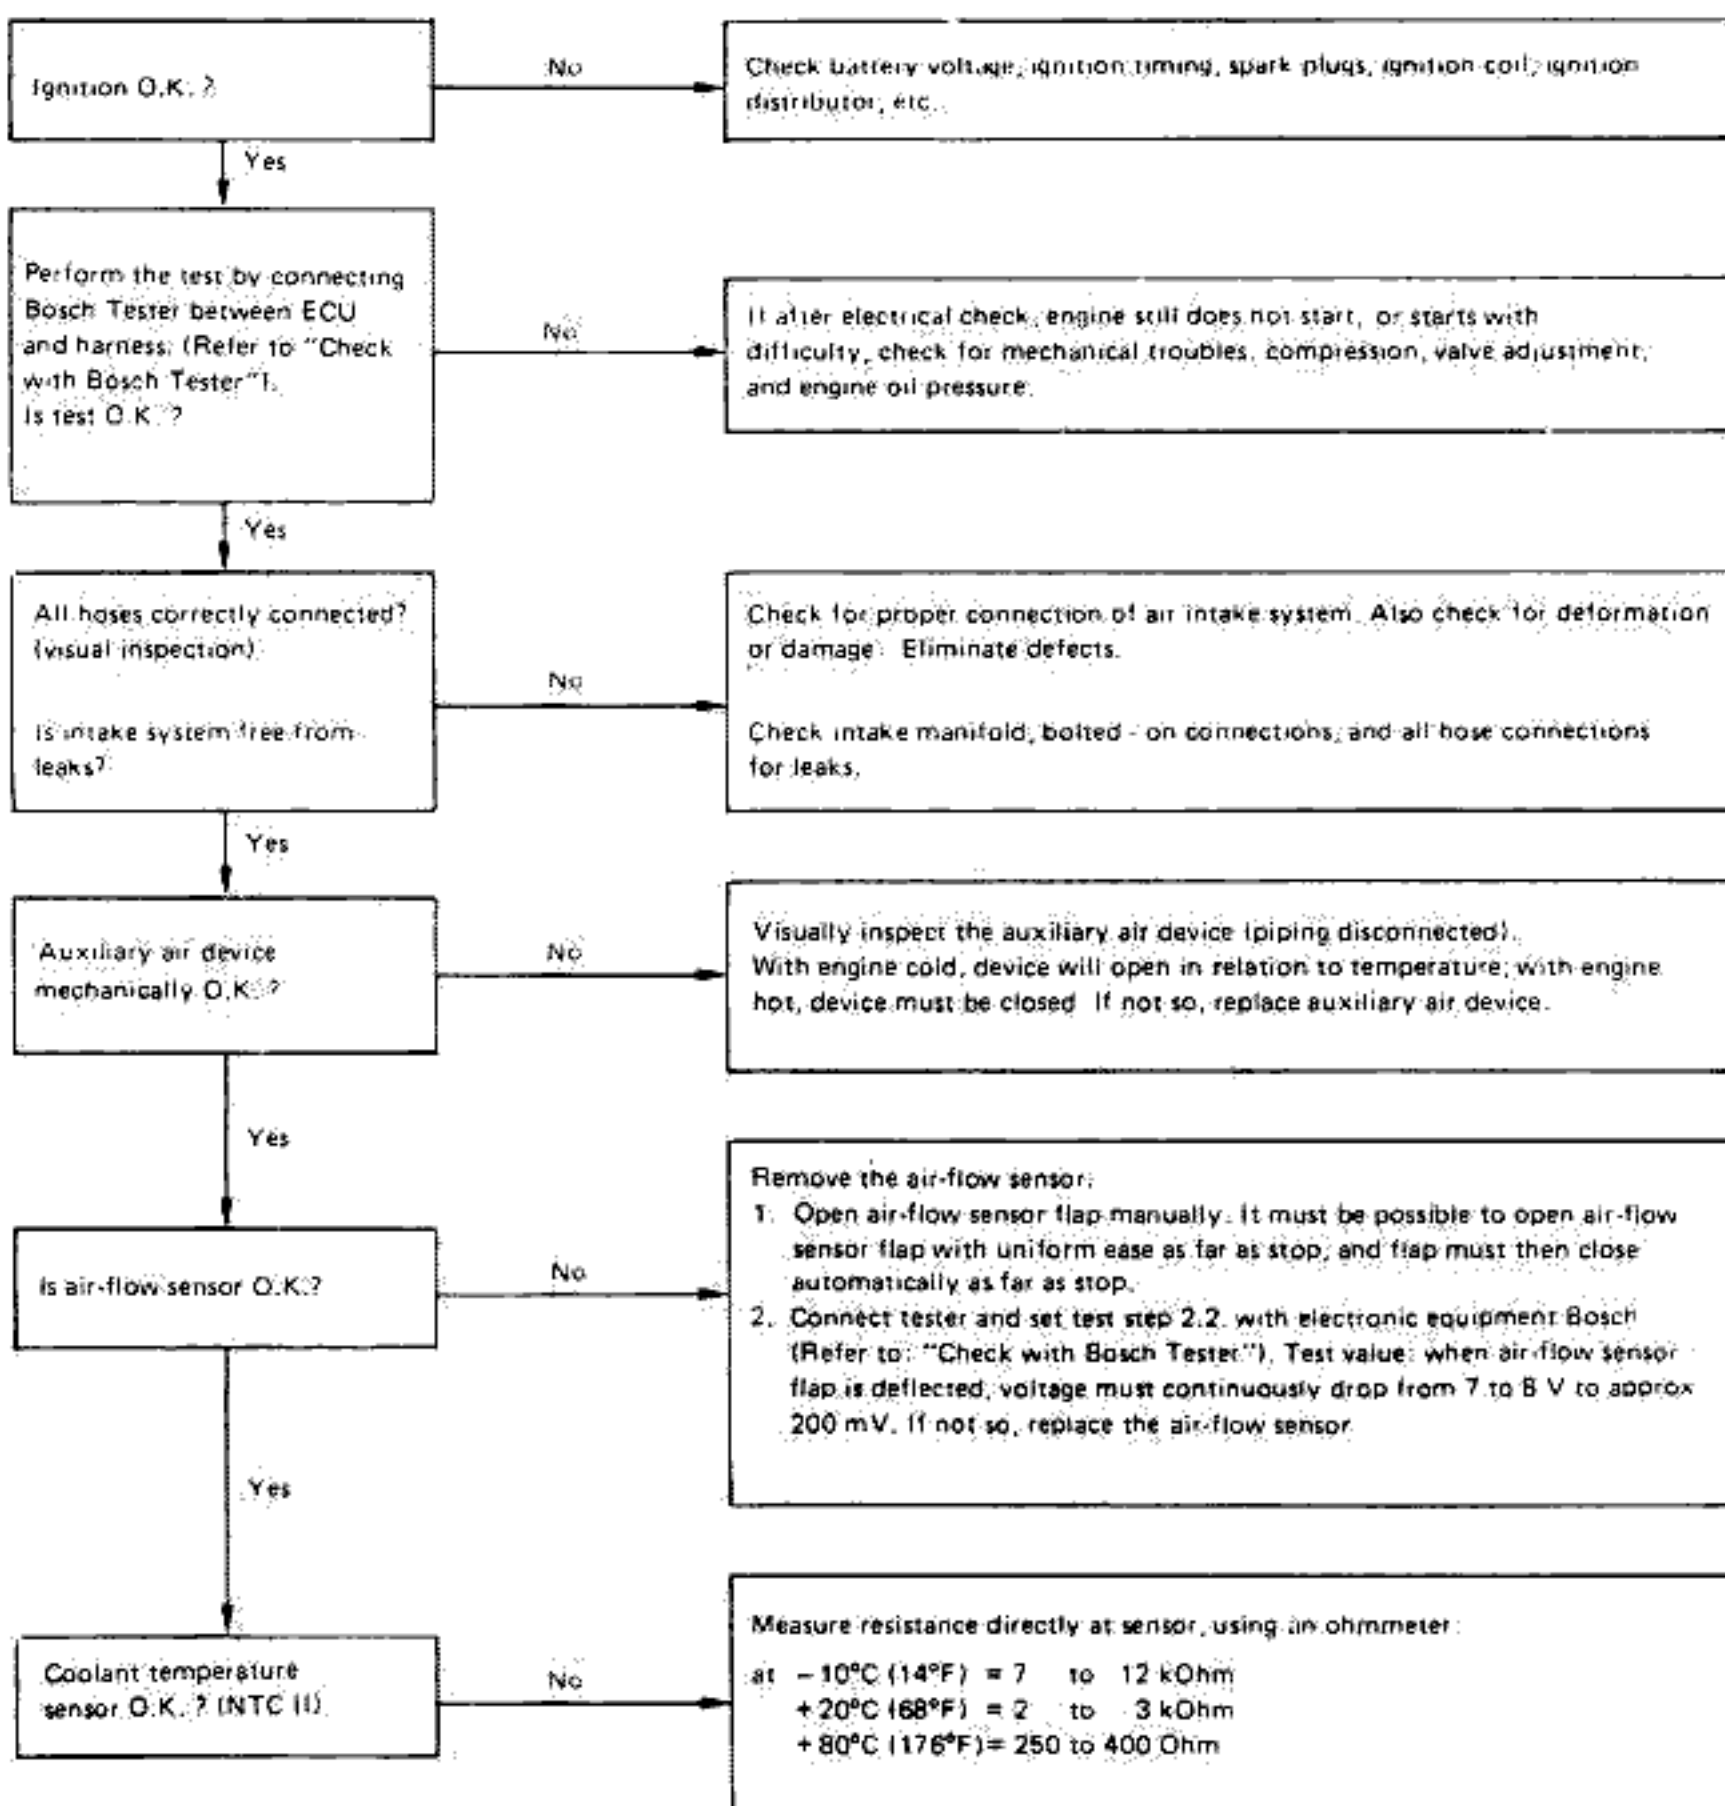 Ignition O.K. ?
No
Check battery voltage, ignition timing, spark plugs, ignition coil, ignition
distributor, etc.
Yes
Perform the test by connecting
Bosch Tester between ECU
and harness. (Refer to "Check
with Bosch Tester").
Is test O.K. ?
No
If after electrical check, engine still does not start, or starts with
difficulty, check for mechanical troubles, compression, valve adjustment,
and engine oil pressure.
Yes
All hoses correctly connected?
(visual inspection)
Is intake system free from
leaks?
No
Check for proper connection of air intake system. Also check for deformation
or damage. Eliminate defects.
Check intake manifold, bolted - on connections, and all hose connections
for leaks.
Yes
Auxiliary air device
mechanically O.K. ?
No
Visually inspect the auxiliary air device (piping disconnected).
With engine cold, device will open in relation to temperature; with engine
hot, device must be closed. If not so, replace auxiliary air device.
Yes
Is air-flow sensor O.K.?
No
Remove the air-flow sensor.
1. Open air-flow sensor flap manually. It must be possible to open air-flow
sensor flap with uniform ease as far as stop, and flap must then close
automatically as far as stop.
2. Connect tester and set test step 2.2. with electronic equipment Bosch
(Refer to: "Check with Bosch Tester"). Test value: when air-flow sensor
flap is deflected, voltage must continuously drop from 7 to 8 V to approx
200 mV. If not so, replace the air-flow sensor.
Yes
Coolant temperature
sensor O.K. ? (NTC II)
No
Measure resistance directly at sensor, using an ohmmeter:
at − 10°C (14°F) = 7 to 12 kOhm
+ 20°C (68°F) = 2 to 3 kOhm
+ 80°C (176°F) = 250 to 400 Ohm